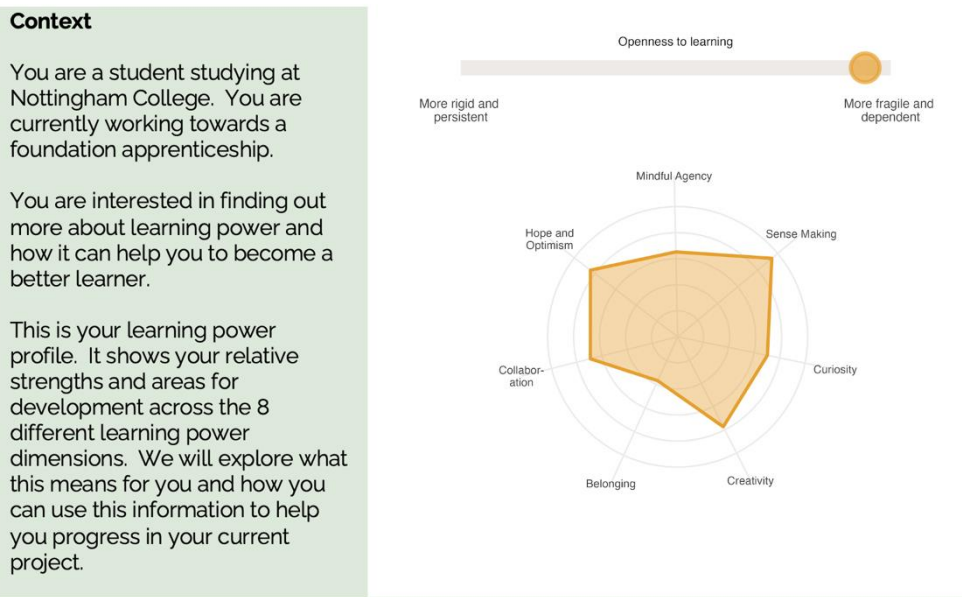 Context
You are a student studying at
Nottingham College.  You are
currently working towards a
foundation apprenticeship.
You are interested in finding out
more about learning power and
how it can help you to become a
better learner.
This is your learning power
profile.  It shows your relative
strengths and areas for
development across the 8
different learning power
dimensions.  We will explore what
this means for you and how you
can use this information to help
you progress in your current
project.
Openness to learning
More rigid and
persistent
More fragile and
dependent
Mindful Agency
Sense Making
Curiosity
Creativity
Belonging
Collabor-
ation
Hope and
Optimism